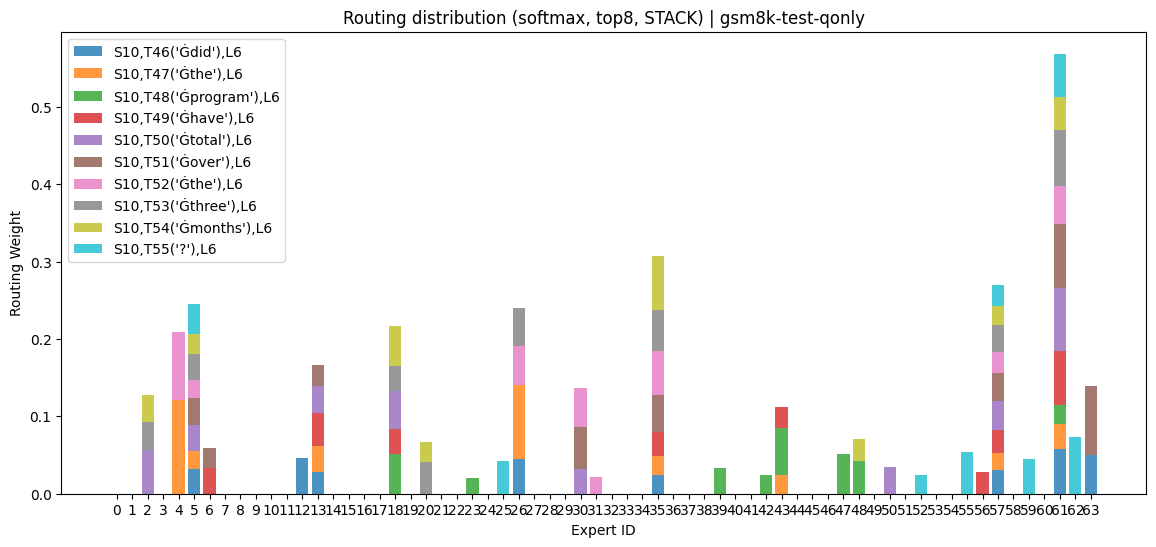 Routing distribution (softmax, top8, STACK) | gsm8k-test-qonly
S10,T46('Ġdid'),L6
S10,T47('Ġthe'),L6
S10,T48('Ġprogram'),L6
S10,T49('Ġhave'),L6
S10,T50('Ġtotal'),L6
S10,T51('Ġover'),L6
S10,T52('Ġthe'),L6
S10,T53('Ġthree'),L6
S10,T54('Ġmonths'),L6
S10,T55('?'),L6
Routing Weight
0.5
0.4
0.3
0.2
0.1
0.0
0 1 2 3 4 5 6 7 8 9 10 11 12 13 14 15 16 17 18 19 20 21 22 23 24 25 26 27 28 29 30 31 32 33 34 35 36 37 38 39 40 41 42 43 44 45 46 47 48 49 50 51 52 53 54 55 56 57 58 59 60 61 62 63
Expert ID